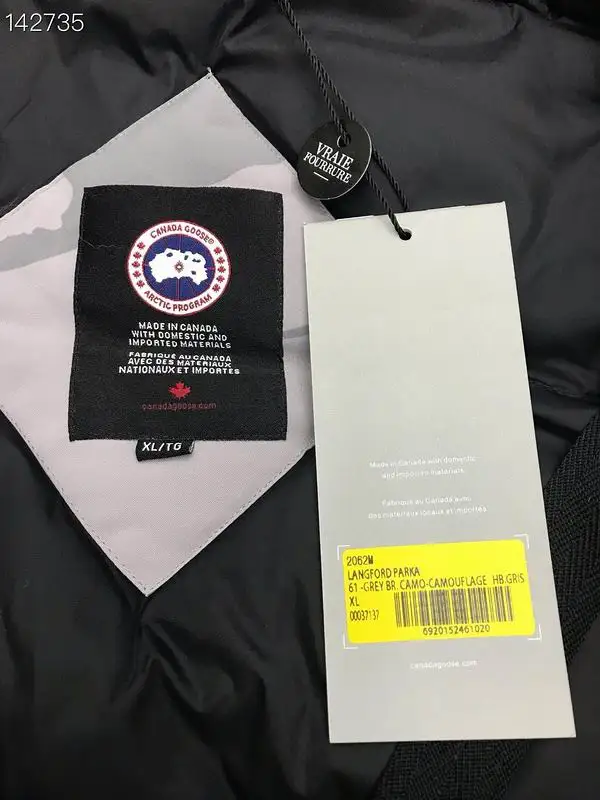 142735
VRAIE
FOURRURE
CANADA GOOSE®
ARCTIC PROGRAM
MADE IN CANADA
WITH DOMESTIC AND
IMPORTED MATERIALS
FABRIQUÉ AU CANADA
AVEC DES MATERIAUX
NATIONAUX ET IMPORTES
canadagoose.com
XL/TG
Made in Canada with domestic
and imported materials.
Fabriqué au Canada avec
des matériaux locaux et importés.
2062M
LANGFORD PARKA
61 -GREY BR. CAMO-CAMOUFLAGE HB.GRIS
XL
00037137
6920152461020
canadagoose.com